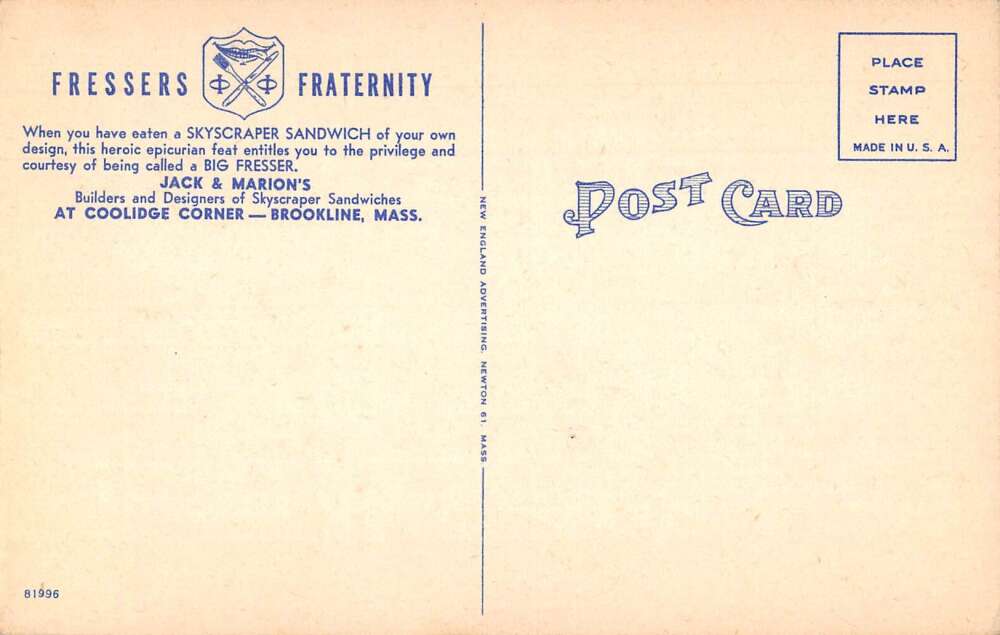 FRESSERS Φ Φ FRATERNITY
When you have eaten a SKYSCRAPER SANDWICH of your own
design, this heroic epicurian feat entitles you to the privilege and
courtesy of being called a BIG FRESSER.
JACK & MARION'S
Builders and Designers of Skyscraper Sandwiches
AT COOLIDGE CORNER — BROOKLINE, MASS.
81996
NEW ENGLAND ADVERTISING, NEWTON 61, MASS
PLACE
STAMP
HERE
MADE IN U. S. A.
POST CARD